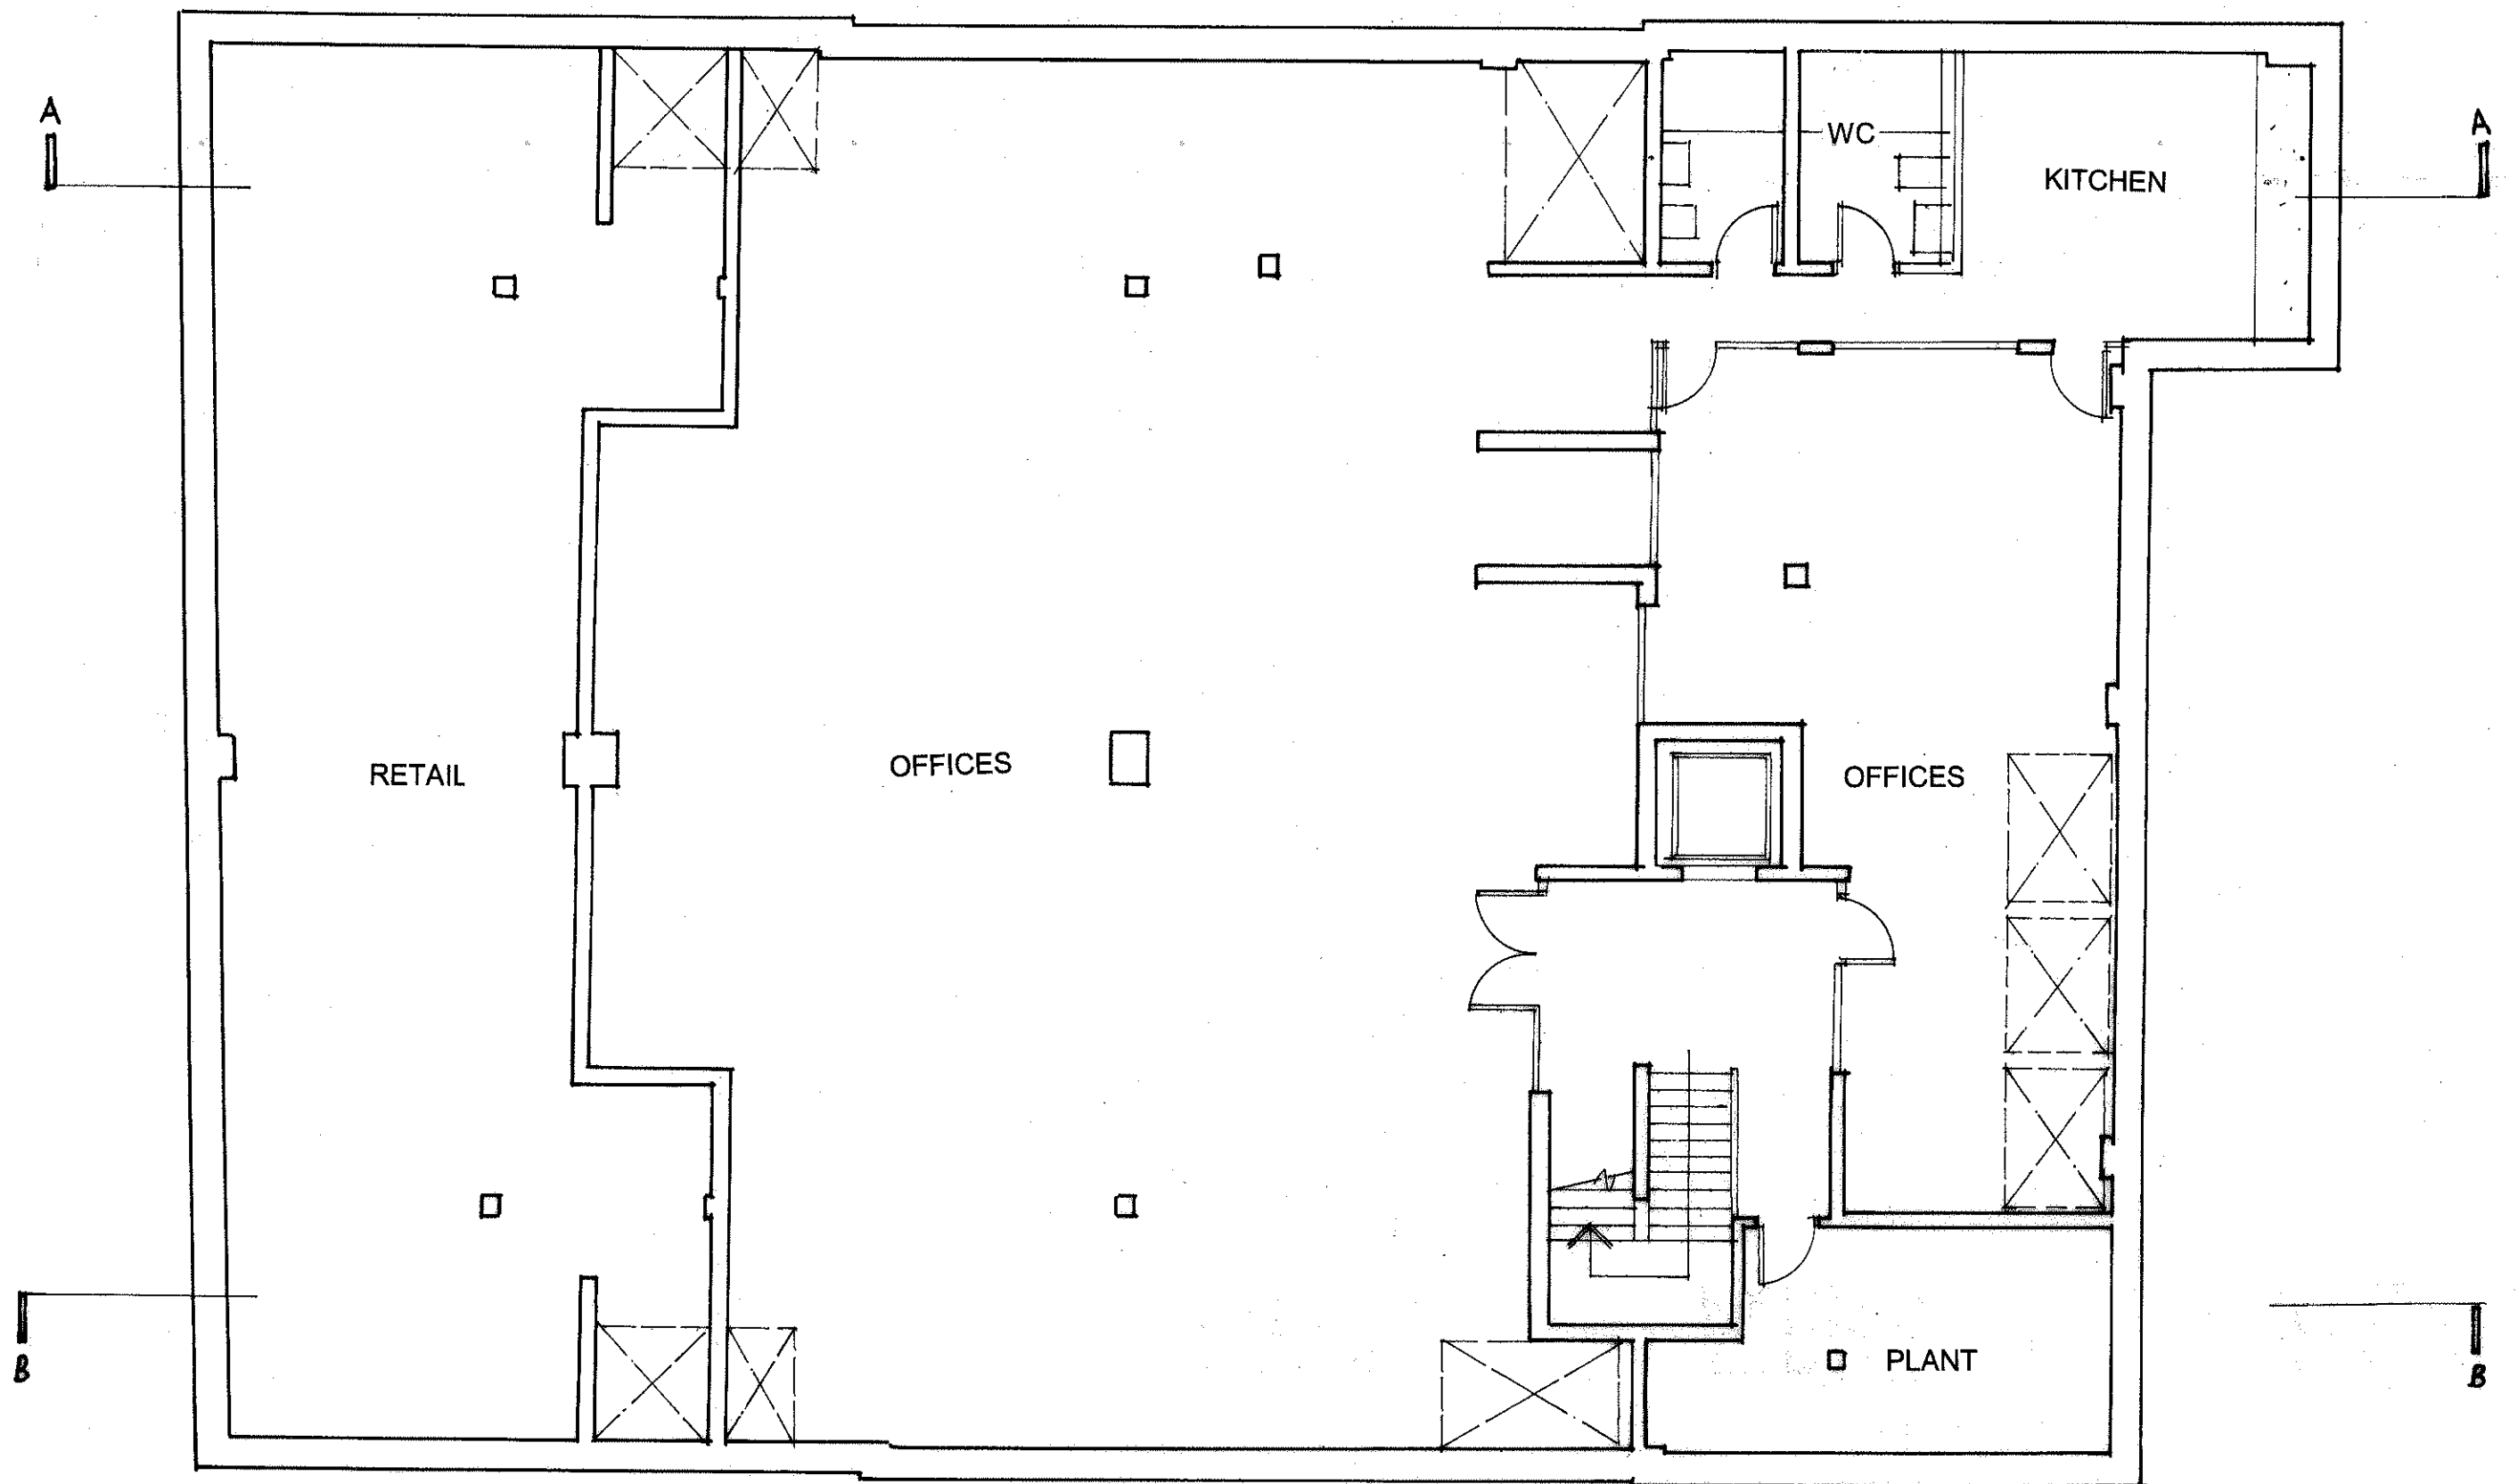 A
A
WC
KITCHEN
RETAIL
OFFICES
OFFICES
B
PLANT
B